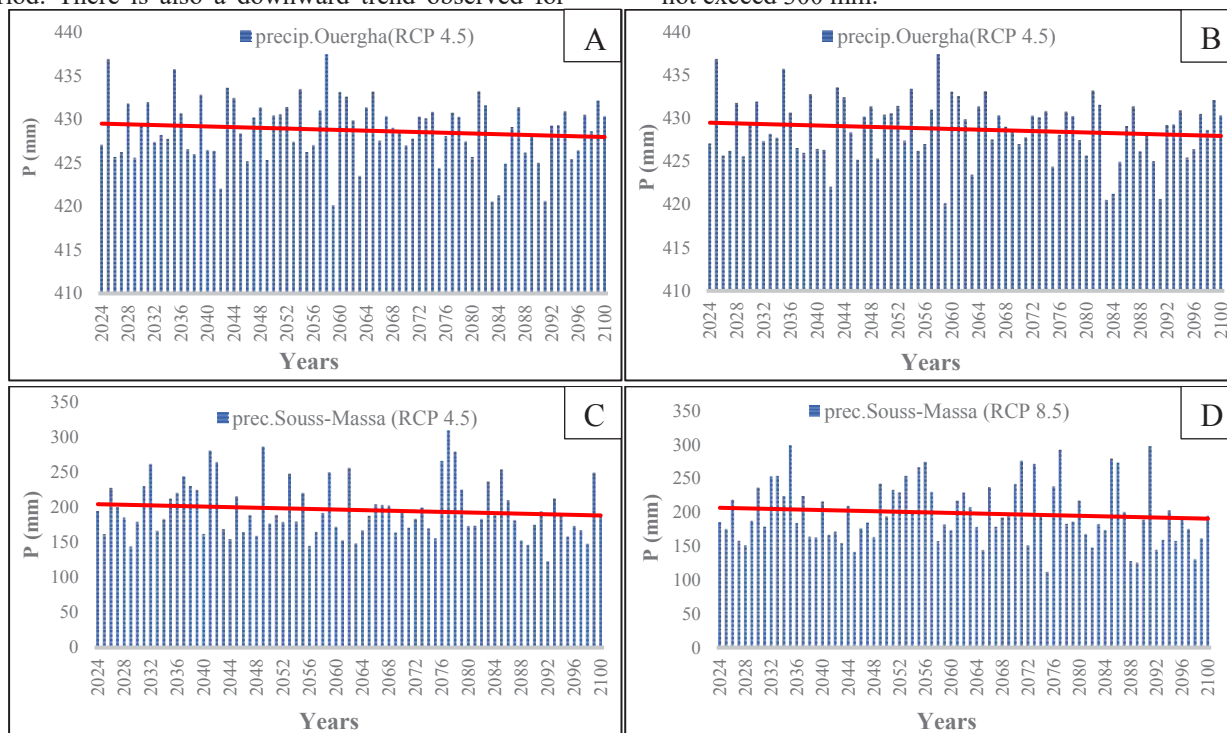 riod. There is also a downward trend observed for
not exceed 300 mm.
precip.Ouergha(RCP 4.5)
A
440
435
430
425
420
415
410
P (mm)
2024 2028 2032 2036 2040 2044 2048 2052 2056 2060 2064 2068 2072 2076 2080 2084 2088 2092 2096 2100
Years
precip.Ouergha(RCP 4.5)
B
440
435
430
425
420
415
410
P (mm)
2024 2028 2032 2036 2040 2044 2048 2052 2056 2060 2064 2068 2072 2076 2080 2084 2088 2092 2096 2100
Years
prec.Souss-Massa (RCP 4.5)
C
350
300
250
200
150
100
50
0
P (mm)
2024 2028 2032 2036 2040 2044 2048 2052 2056 2060 2064 2068 2072 2076 2080 2084 2088 2092 2096 2100
Years
prec.Souss-Massa (RCP 8.5)
D
350
300
250
200
150
100
50
0
P (mm)
2024 2028 2032 2036 2040 2044 2048 2052 2056 2060 2064 2068 2072 2076 2080 2084 2088 2092 2096 2100
Years